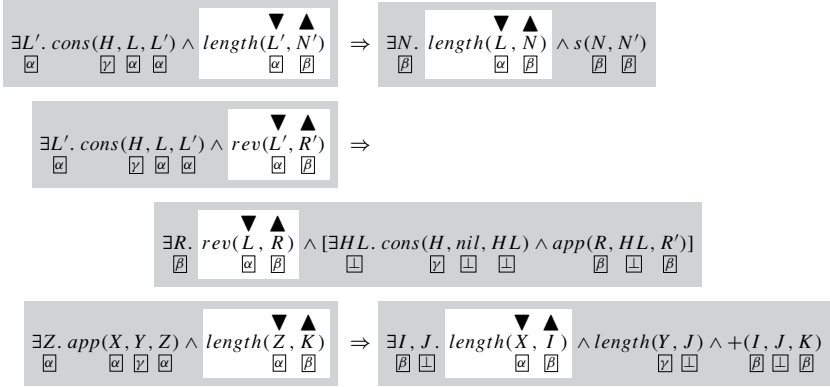 ▼ ▲ ▼ ▲
∃L′. cons(H, L, L′) ∧ length(L′, N′) ⇒ ∃N. length(L, N) ∧ s(N, N′)
α γ α α α β β α β β β
▼ ▲
∃L′. cons(H, L, L′) ∧ rev(L′, R′) ⇒
α γ α α α β
▼ ▲
∃R. rev(L, R) ∧ [∃HL. cons(H, nil, HL) ∧ app(R, HL, R′)]
β α β ⊥ γ ⊥ ⊥ β ⊥ β
▼ ▲ ▼ ▲
∃Z. app(X, Y, Z) ∧ length(Z, K) ⇒ ∃I, J. length(X, I) ∧ length(Y, J) ∧ +(I, J, K)
α α γ α α β β ⊥ α β γ ⊥ β ⊥ β